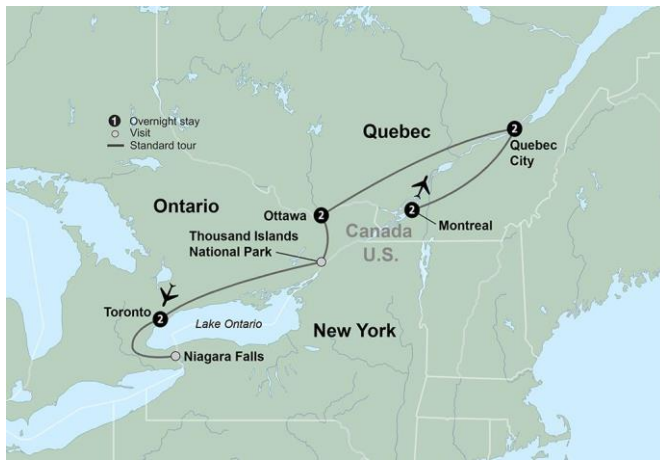 1 Overnight stay
Visit
Standard tour
Quebec
2
Quebec
City
Ontario
Ottawa 2
2 Montreal
Canada
U.S.
Thousand Islands
National Park
Toronto 2
Lake Ontario
New York
Niagara Falls